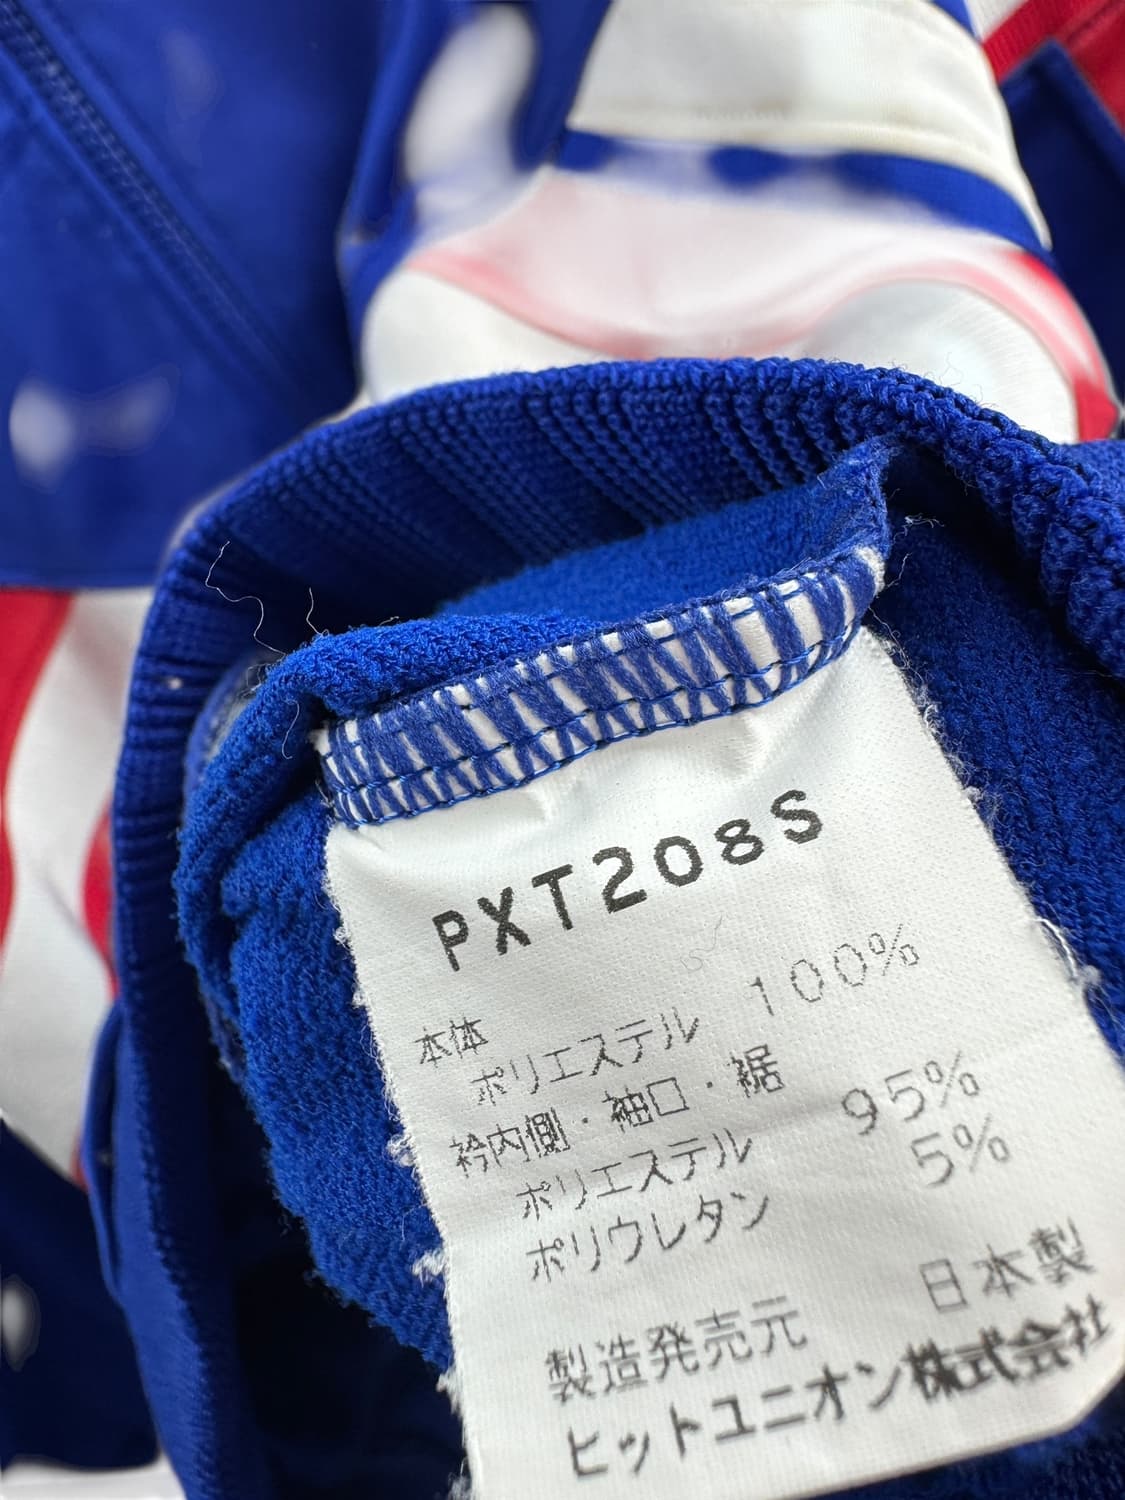 PXT208S
本体
ポリエステル 100%
衿内側・袖口・裾
ポリエステル 95%
ポリウレタン 5%
日本製
製造発売元
ヒットユニオン株式会社